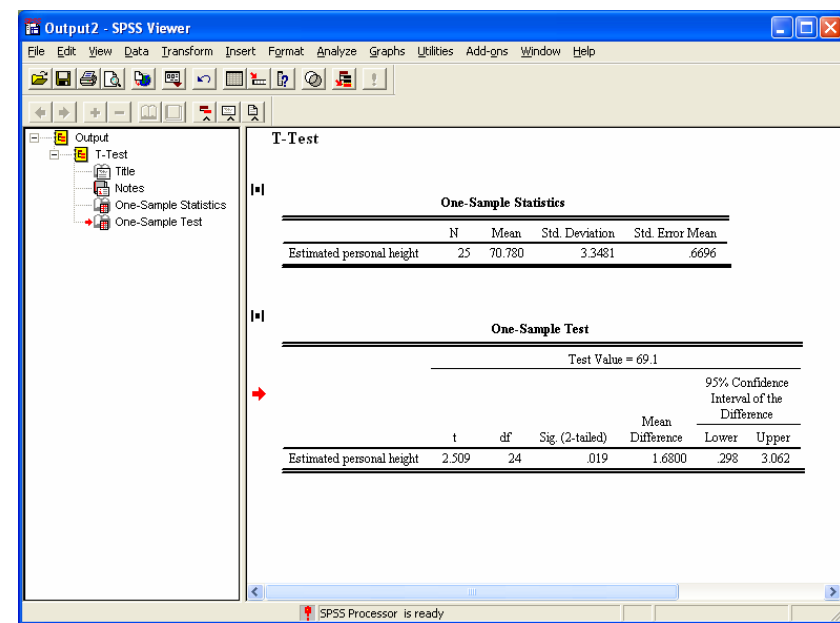 Output2 - SPSS Viewer
File Edit View Data Transform Insert Format Analyze Graphs Utilities Add-ons Window Help
Output
T-Test
Title
Notes
One-Sample Statistics
One-Sample Test
T-Test
One-Sample Statistics
N Mean Std. Deviation Std. Error Mean
Estimated personal height 25 70.780 3.3481 .6696
One-Sample Test
Test Value = 69.1
95% Confidence
Interval of the
Difference
Mean
t df Sig. (2-tailed) Difference Lower Upper
Estimated personal height 2.509 24 .019 1.6800 .298 3.062
SPSS Processor is ready